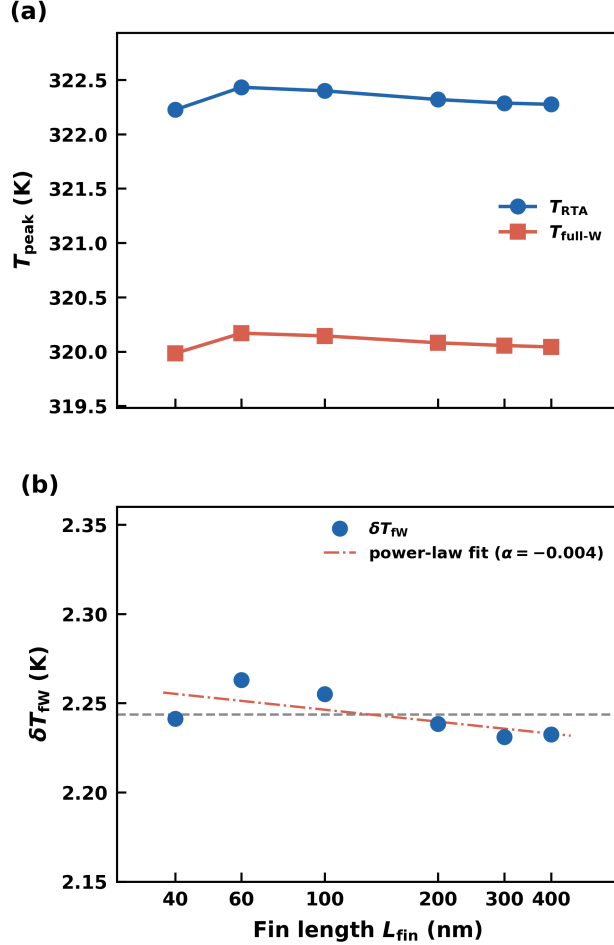 (a)
322.5
322.0
321.5
321.0
320.5
320.0
319.5
T_peak (K)
T_RTA
T_full-W
(b)
2.35
2.30
2.25
2.20
2.15
δT_fW (K)
δT_fW
power-law fit (α = −0.004)
40 60 100 200 300 400
Fin length L_fin (nm)